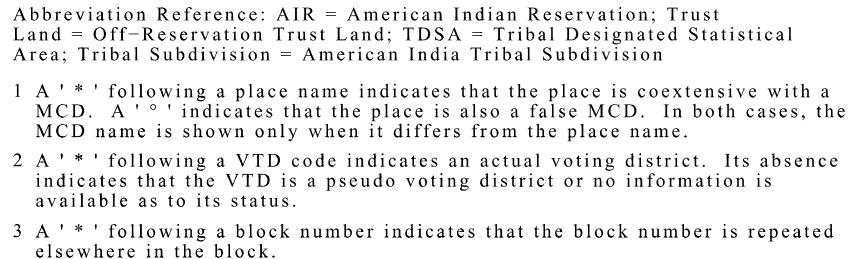 Abbreviation Reference: AIR = American Indian Reservation; Trust
Land = Off-Reservation Trust Land; TDSA = Tribal Designated Statistical
Area; Tribal Subdivision = American India Tribal Subdivision
1 A ' * ' following a place name indicates that the place is coextensive with a
MCD. A ' ° ' indicates that the place is also a false MCD. In both cases, the
MCD name is shown only when it differs from the place name.
2 A ' * ' following a VTD code indicates an actual voting district. Its absence
indicates that the VTD is a pseudo voting district or no information is
available as to its status.
3 A ' * ' following a block number indicates that the block number is repeated
elsewhere in the block.